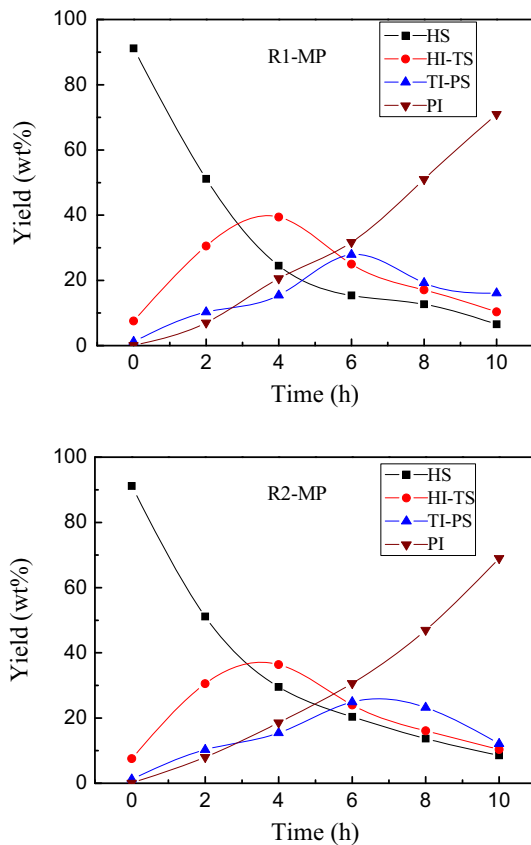 R1-MP
HS
HI-TS
TI-PS
PI
100
80
60
40
20
0
Yield (wt%)
0 2 4 6 8 10
Time (h)
R2-MP
HS
HI-TS
TI-PS
PI
100
80
60
40
20
0
Yield (wt%)
0 2 4 6 8 10
Time (h)